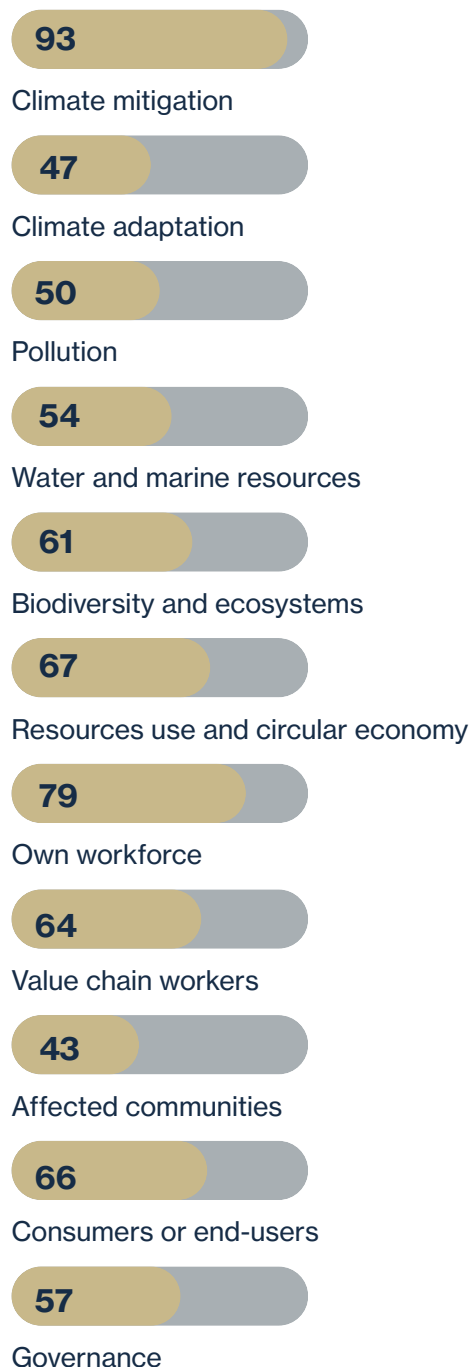 93
Climate mitigation
47
Climate adaptation
50
Pollution
54
Water and marine resources
61
Biodiversity and ecosystems
67
Resources use and circular economy
79
Own workforce
64
Value chain workers
43
Affected communities
66
Consumers or end-users
57
Governance